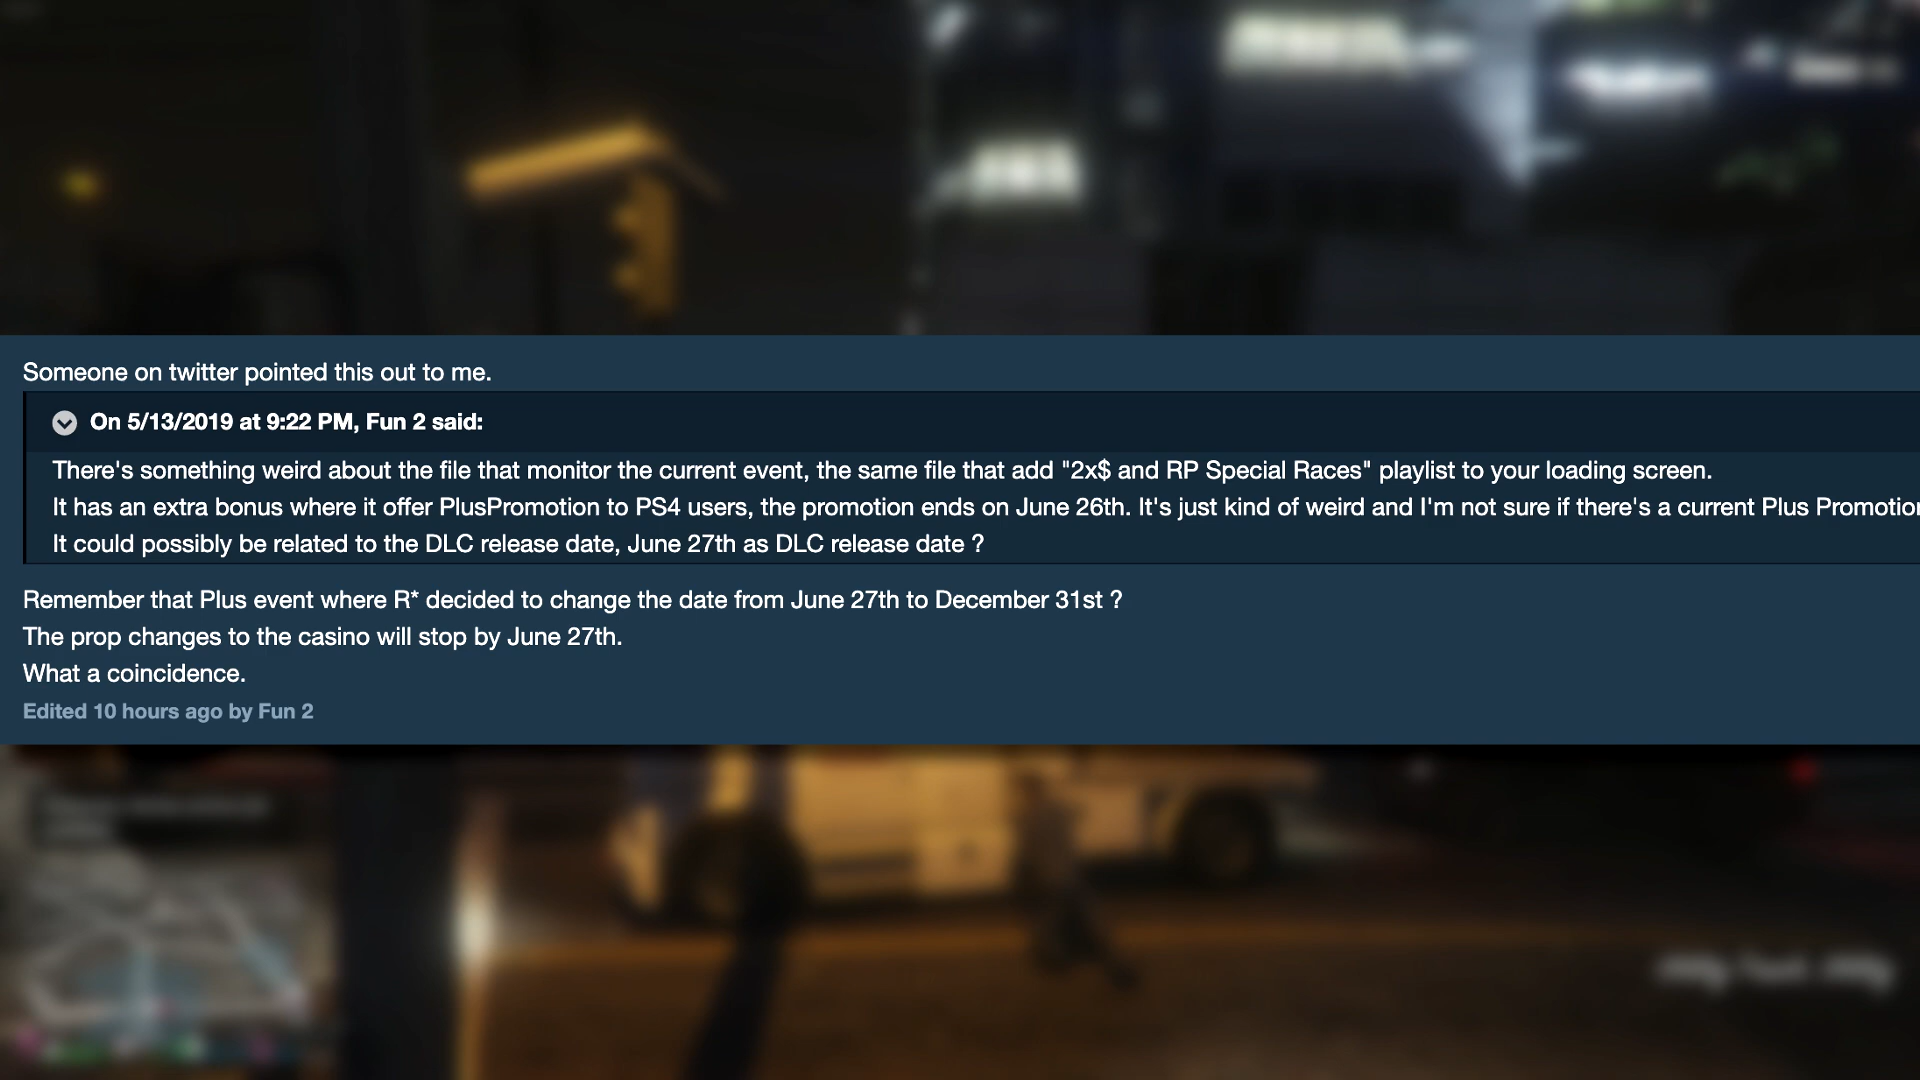 Someone on twitter pointed this out to me.
On 5/13/2019 at 9:22 PM, Fun 2 said:
There's something weird about the file that monitor the current event, the same file that add "2x$ and RP Special Races" playlist to your loading screen.
It has an extra bonus where it offer PlusPromotion to PS4 users, the promotion ends on June 26th. It's just kind of weird and I'm not sure if there's a current Plus Promotion
It could possibly be related to the DLC release date, June 27th as DLC release date ?
Remember that Plus event where R* decided to change the date from June 27th to December 31st ?
The prop changes to the casino will stop by June 27th.
What a coincidence.
Edited 10 hours ago by Fun 2